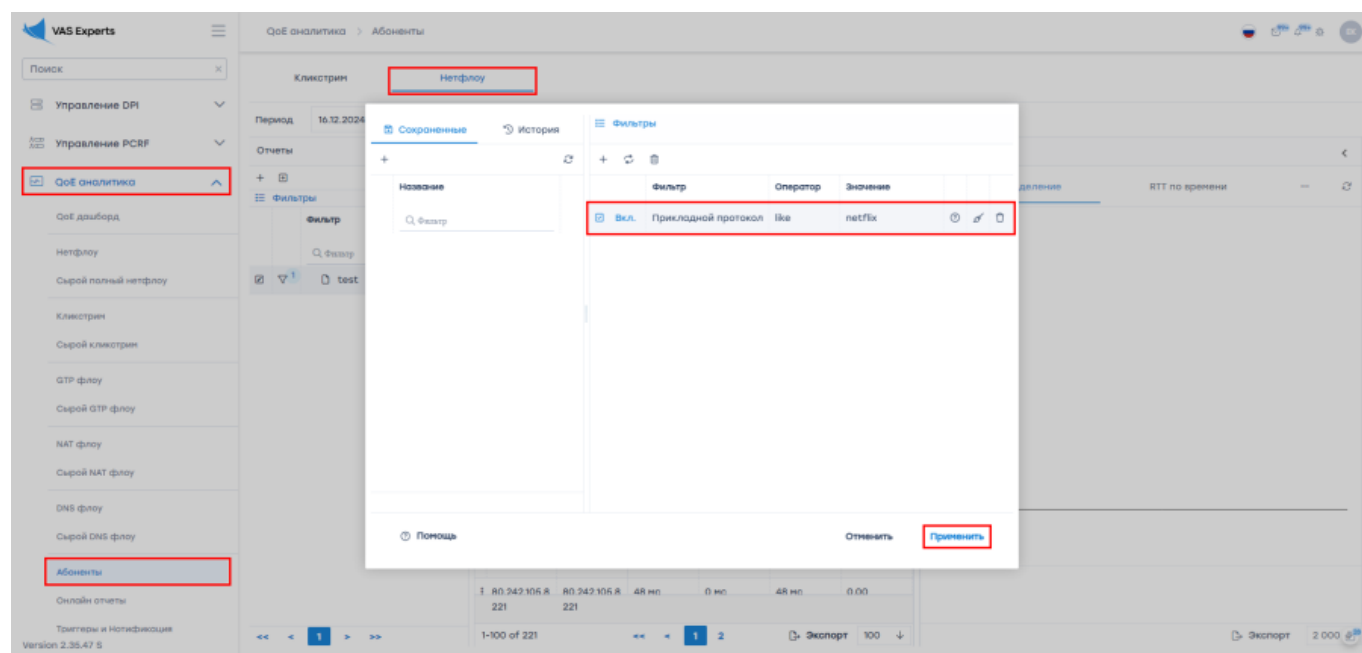 VAS Experts
QoE аналитика > Абоненты
Поиск
Кликстрим
Нетфлоу
Управление DPI
Период
16.12.2024
Сохраненные
История
Фильтры
Управление PCRF
Отчеты
QoE аналитика
Название
Фильтр
Оператор
Значение
RTT по времени
Фильтры
QoE дашборд
Фильтр
Фильтр
Вкл.
Прикладной протокол
like
netflix
Нетфлоу
Фильтр
Сырой полный нетфлоу
1
test
Кликстрим
Сырой кликстрим
GTP флоу
Сырой GTP флоу
NAT флоу
Сырой NAT флоу
DNS флоу
Сырой DNS флоу
Помощь
Отменить
Применить
Абоненты
Онлайн отчеты
80.242.106.8
80.242.106.8
48 мс
0 мс
48 мс
0.00
221
221
Триггеры и Нотификация
<< < 1 > >>
1-100 of 221
<< < 1 2
Экспорт
100
Экспорт
2 000
Version 2.35.47 S